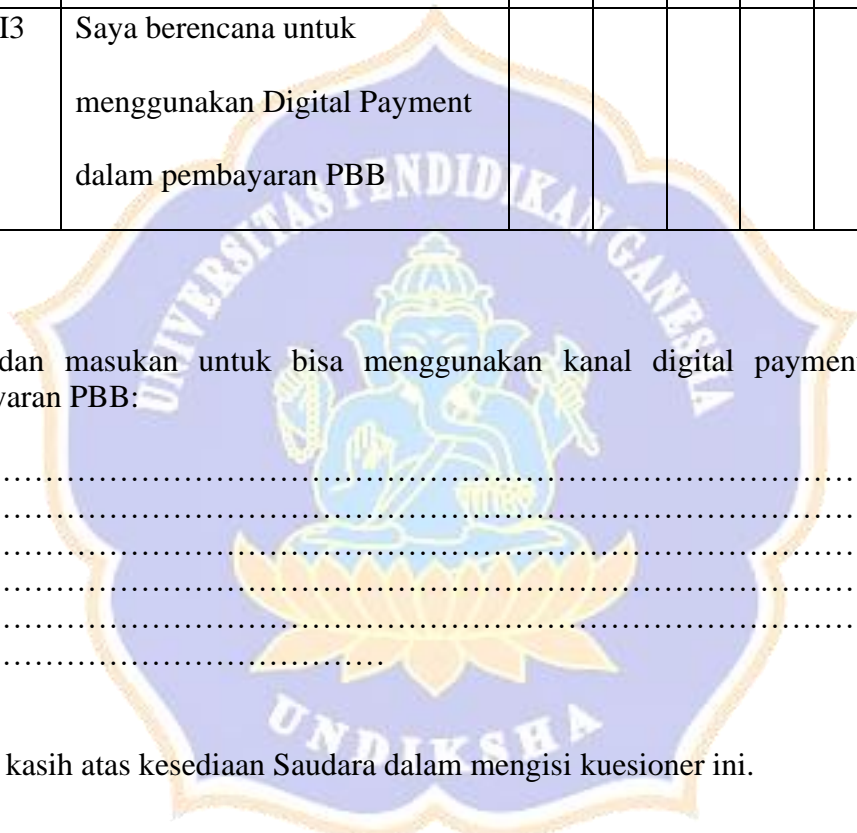 I3 Saya berencana untuk
menggunakan Digital Payment
dalam pembayaran PBB
UNIVERSITAS PENDIDIKAN GANESHA
dan masukan untuk bisa menggunakan kanal digital payment
yaran PBB:
……………………………………………………………………
……………………………………………………………………
……………………………………………………………………
……………………………………………………………………
……………………………………………………………………
………………………………
UNDIKSHA
kasih atas kesediaan Saudara dalam mengisi kuesioner ini.